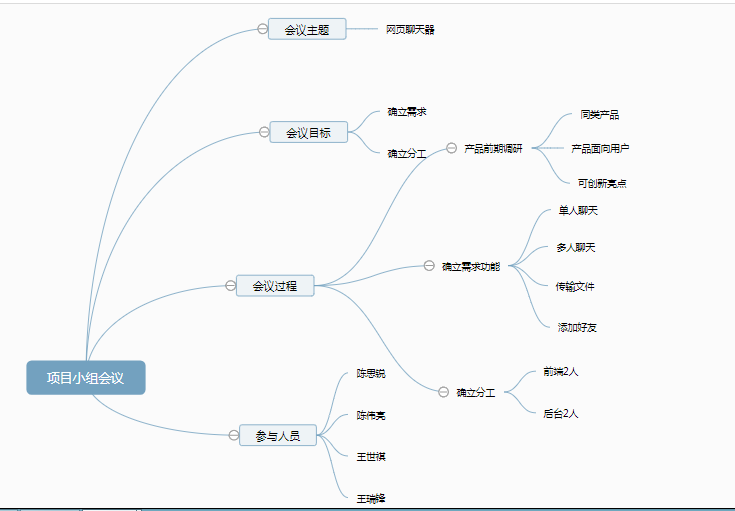 项目小组会议
会议主题
网页聊天器
会议目标
确立需求
确立分工
会议过程
产品前期调研
同类产品
产品面向用户
可创新亮点
确立需求功能
单人聊天
多人聊天
传输文件
添加好友
确立分工
前端2人
后台2人
参与人员
陈思锐
陈伟亮
王世祺
王瑞锋